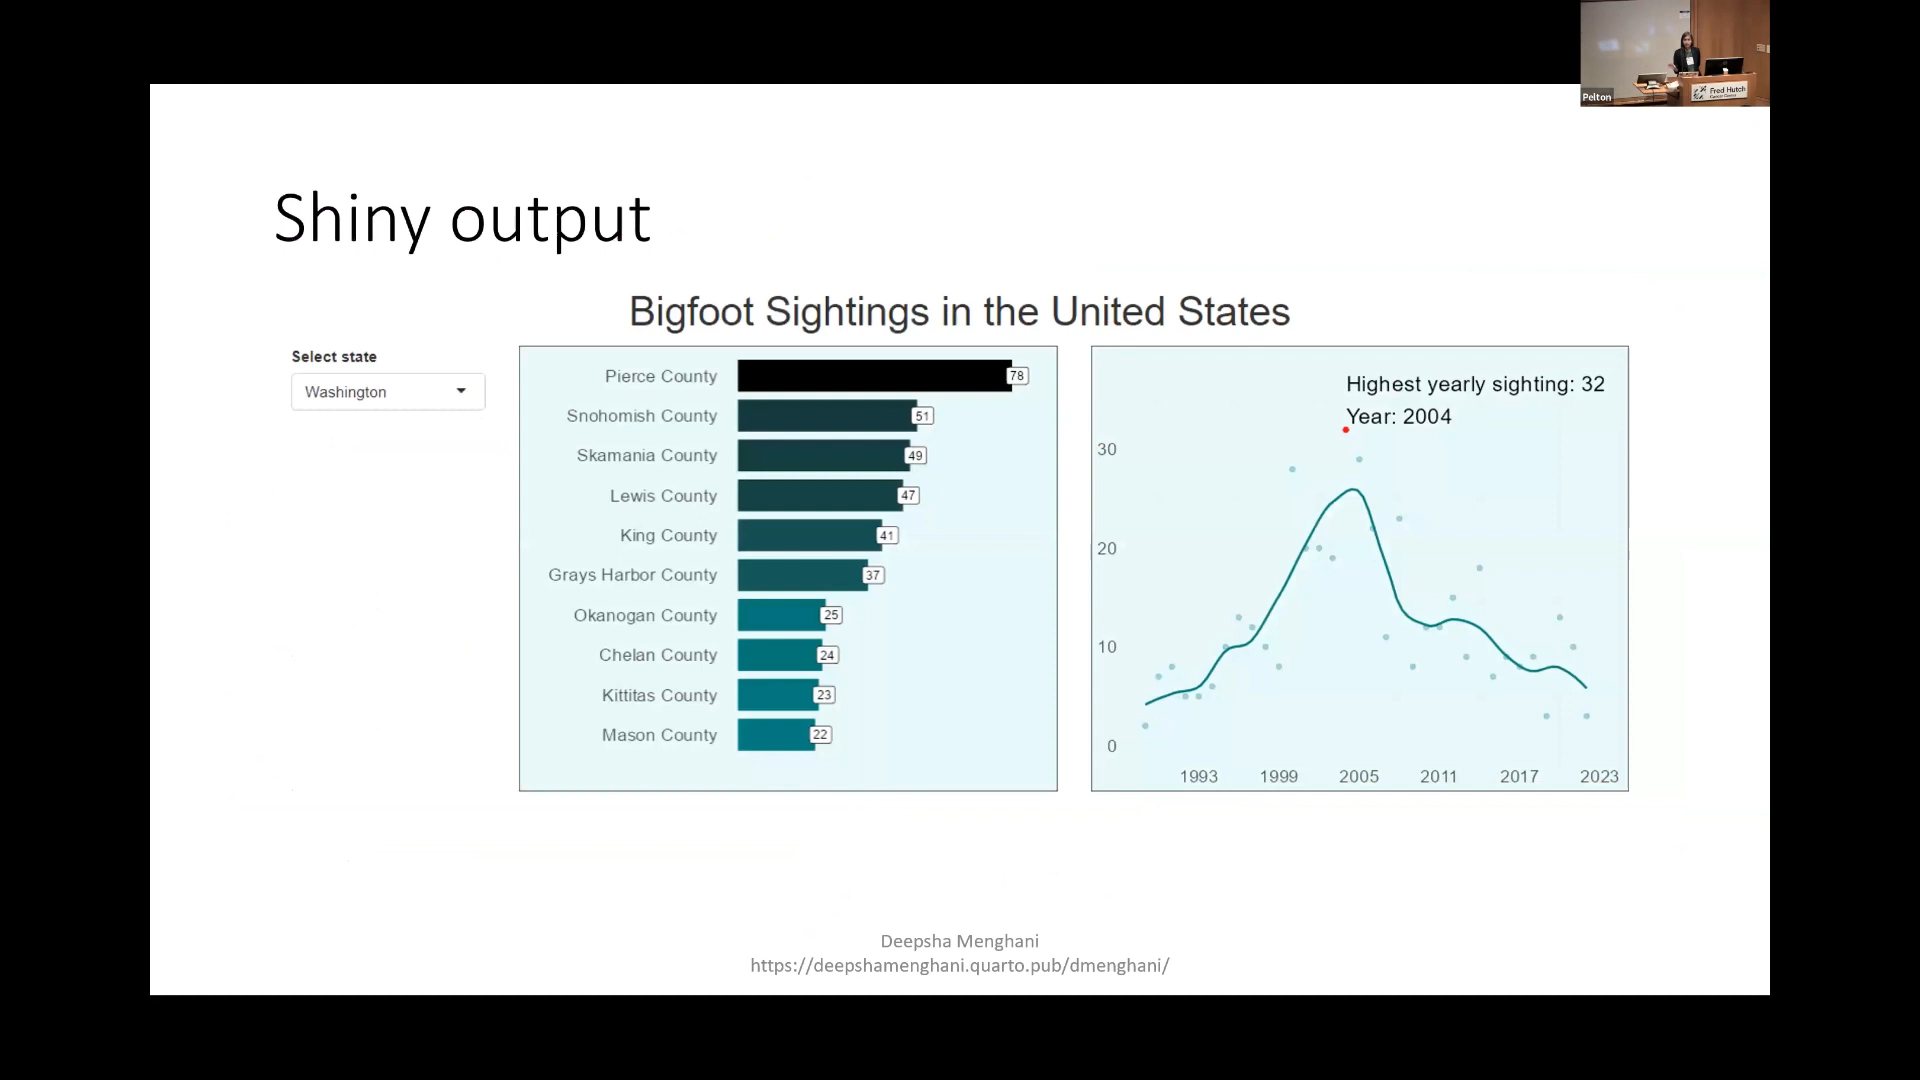 Pelton
Fred Hutch
Cancer Center
Shiny output
Bigfoot Sightings in the United States
Select state
Washington
Pierce County 78
Snohomish County 51
Skamania County 49
Lewis County 47
King County 41
Grays Harbor County 37
Okanogan County 25
Chelan County 24
Kittitas County 23
Mason County 22
Highest yearly sighting: 32
Year: 2004
30
20
10
0
1993 1999 2005 2011 2017 2023
Deepsha Menghani
https://deepshamenghani.quarto.pub/dmenghani/